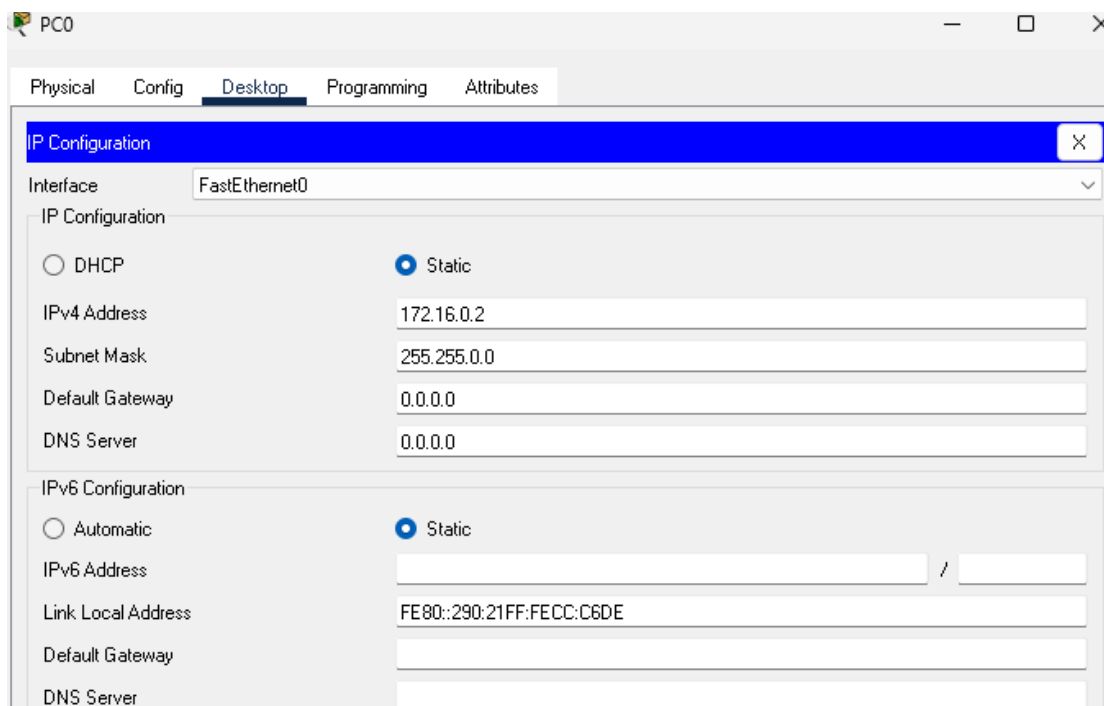 PC0
Physical Config Desktop Programming Attributes
IP Configuration X
Interface FastEthernet0
IP Configuration
DHCP Static
IPv4 Address 172.16.0.2
Subnet Mask 255.255.0.0
Default Gateway 0.0.0.0
DNS Server 0.0.0.0
IPv6 Configuration
Automatic Static
IPv6 Address /
Link Local Address FE80::290:21FF:FECC:C6DE
Default Gateway
DNS Server